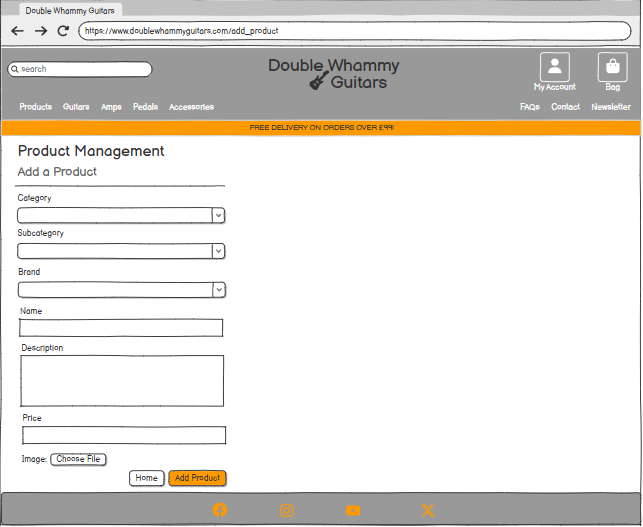 Double Whammy Guitars
https://www.doublewhammyguitars.com/add_product
search
Double Whammy
Guitars
My Account
Bag
Products Guitars Amps Pedals Accessories
FAQs Contact Newsletter
FREE DELIVERY ON ORDERS OVER £99!
Product Management
Add a Product
Category
Subcategory
Brand
Name
Description
Price
Image: Choose File
Home Add Product